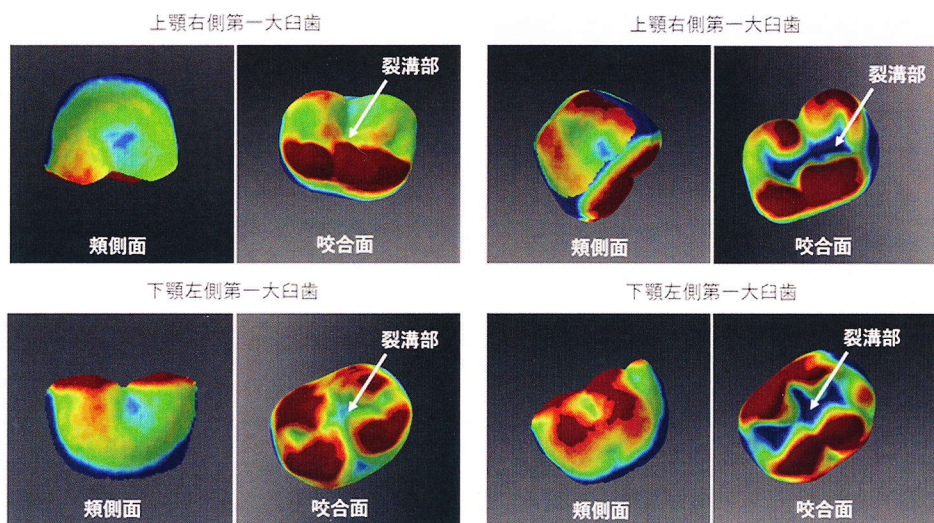 上顎右側第一大臼歯
裂溝部
頬側面
咬合面
上顎右側第一大臼歯
裂溝部
頬側面
咬合面
下顎左側第一大臼歯
裂溝部
頬側面
咬合面
下顎左側第一大臼歯
裂溝部
頬側面
咬合面